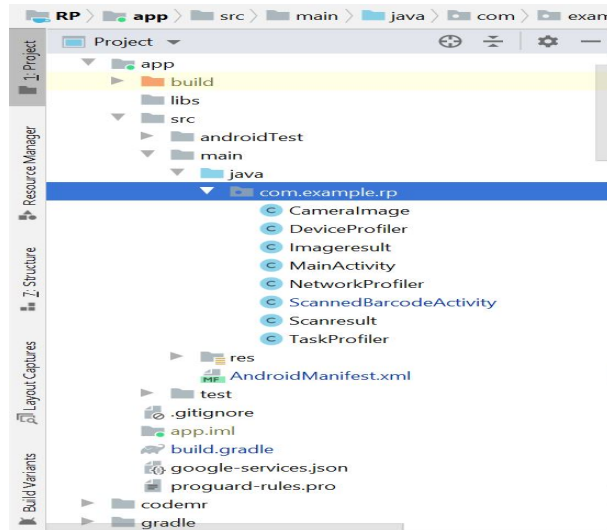 RP app src main java com exam
Project
app
build
libs
src
androidTest
main
java
com.example.rp
CameraImage
DeviceProfiler
Imageresult
MainActivity
NetworkProfiler
ScannedBarcodeActivity
Scanresult
TaskProfiler
res
MF AndroidManifest.xml
test
.gitignore
app.iml
build.gradle
google-services.json
proguard-rules.pro
codemr
gradle
1: Project
Resource Manager
Z: Structure
Layout Captures
Build Variants